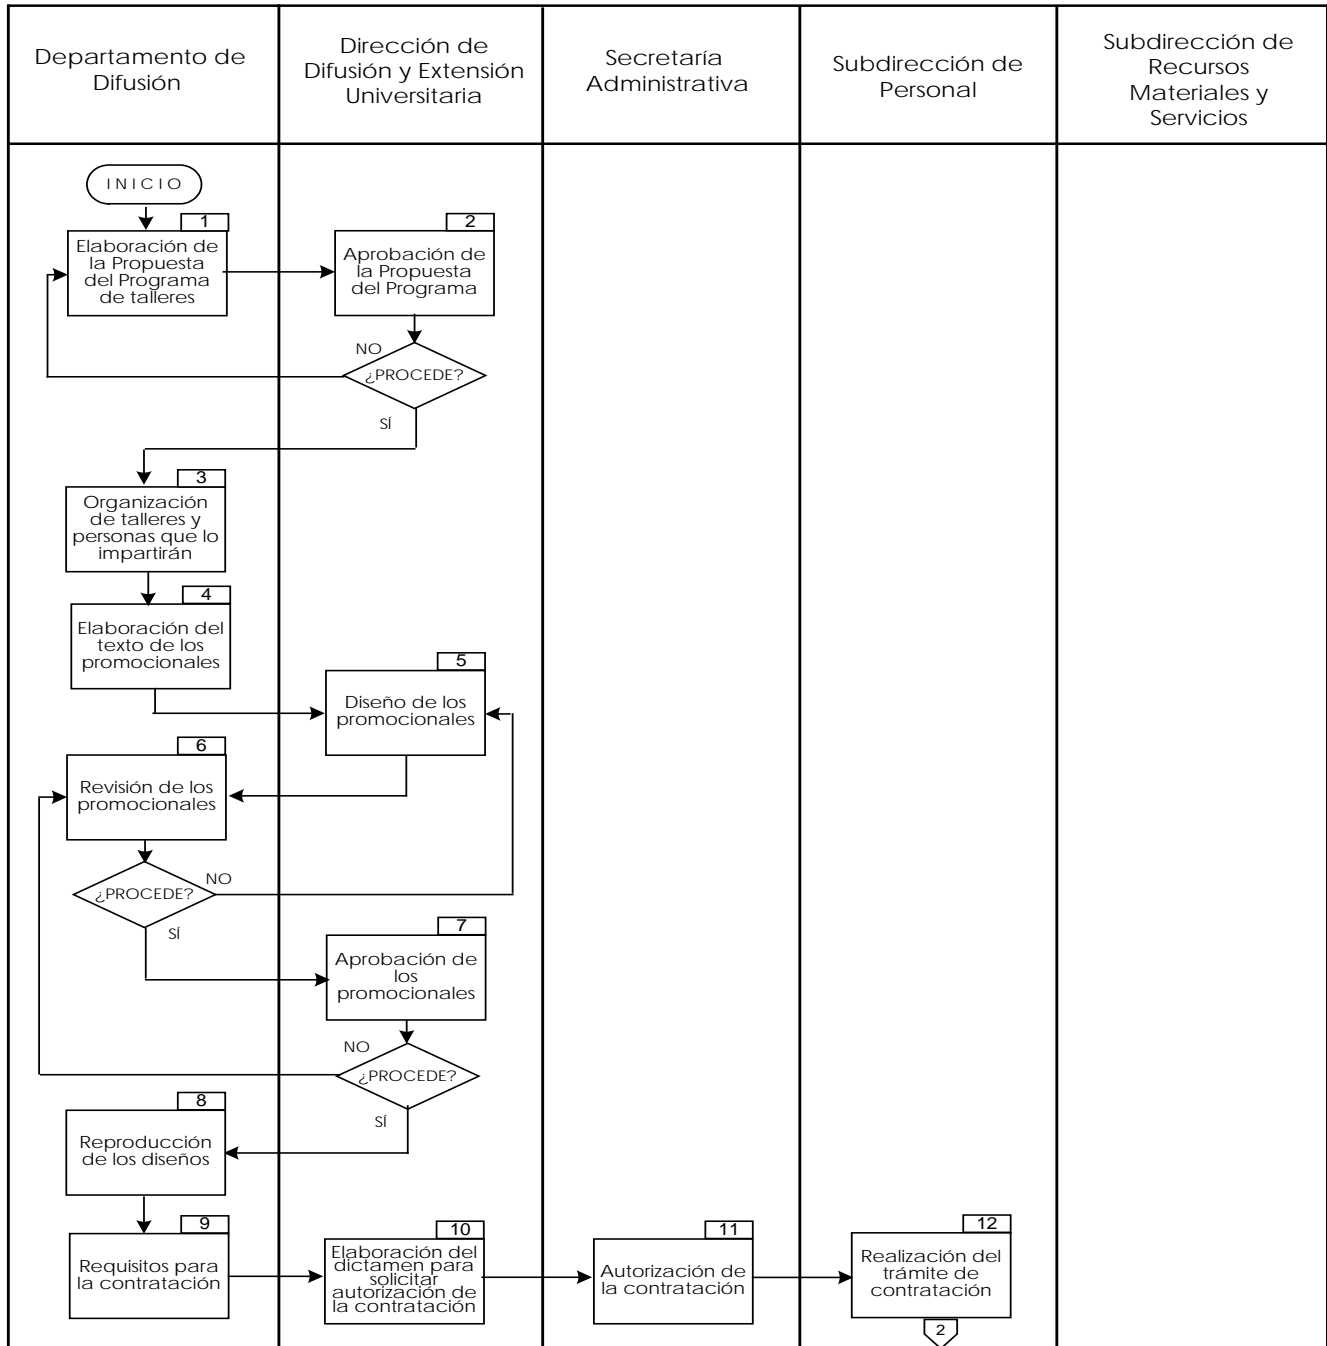 Departamento de
Difusión
Dirección de
Difusión y Extensión
Universitaria
Secretaría
Administrativa
Subdirección de
Personal
Subdirección de
Recursos
Materiales y
Servicios
INICIO
1
Elaboración de
la Propuesta
del Programa
de talleres
2
Aprobación de
la Propuesta
del Programa
NO
¿PROCEDE?
SÍ
3
Organización
de talleres y
personas que lo
impartirán
4
Elaboración del
texto de los
promocionales
5
Diseño de los
promocionales
6
Revisión de los
promocionales
¿PROCEDE?
NO
SÍ
7
Aprobación de
los
promocionales
NO
¿PROCEDE?
SÍ
8
Reproducción
de los diseños
9
Requisitos para
la contratación
10
Elaboración del
dictamen para
solicitar
autorización de
la contratación
11
Autorización de
la contratación
12
Realización del
trámite de
contratación
2